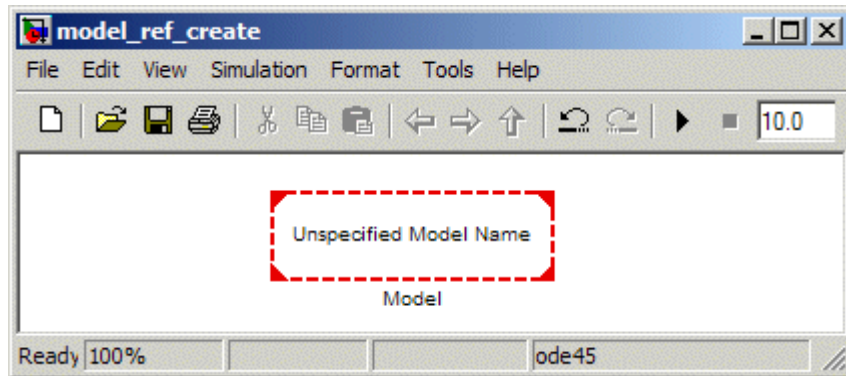 model_ref_create
File Edit View Simulation Format Tools Help
10.0
Unspecified Model Name
Model
Ready 100% ode45